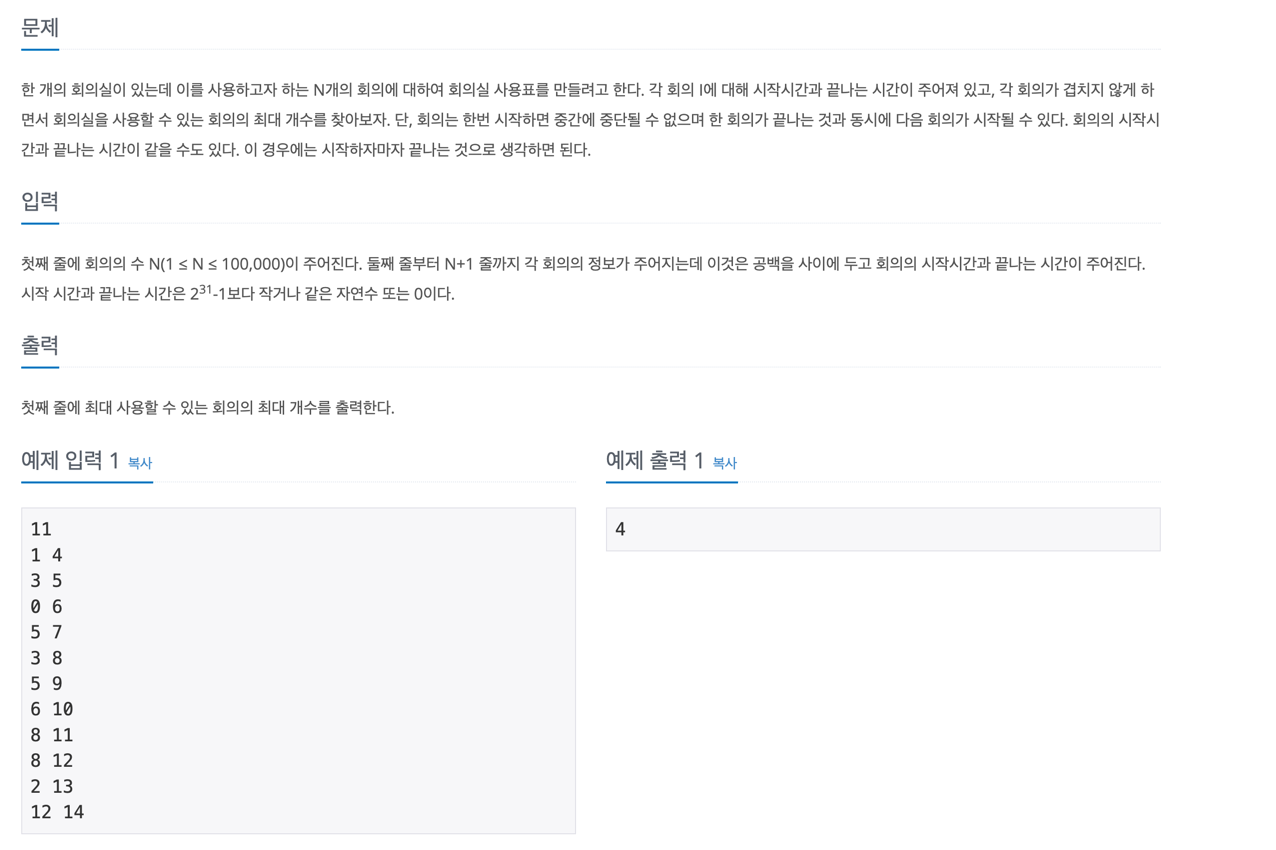 문제
한 개의 회의실이 있는데 이를 사용하고자 하는 N개의 회의에 대하여 회의실 사용표를 만들려고 한다. 각 회의 I에 대해 시작시간과 끝나는 시간이 주어져 있고, 각 회의가 겹치지 않게 하
면서 회의실을 사용할 수 있는 회의의 최대 개수를 찾아보자. 단, 회의는 한번 시작하면 중간에 중단될 수 없으며 한 회의가 끝나는 것과 동시에 다음 회의가 시작될 수 있다. 회의의 시작시
간과 끝나는 시간이 같을 수도 있다. 이 경우에는 시작하자마자 끝나는 것으로 생각하면 된다.
입력
첫째 줄에 회의의 수 N(1 ≤ N ≤ 100,000)이 주어진다. 둘째 줄부터 N+1 줄까지 각 회의의 정보가 주어지는데 이것은 공백을 사이에 두고 회의의 시작시간과 끝나는 시간이 주어진다.
시작 시간과 끝나는 시간은 2³¹-1보다 작거나 같은 자연수 또는 0이다.
출력
첫째 줄에 최대 사용할 수 있는 회의의 최대 개수를 출력한다.
예제 입력 1 복사
11
1 4
3 5
0 6
5 7
3 8
5 9
6 10
8 11
8 12
2 13
12 14
예제 출력 1 복사
4